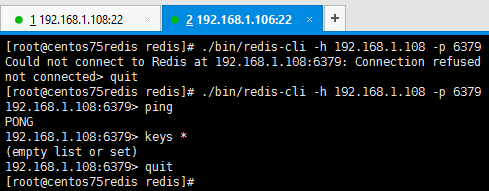 1 192.168.1.108:22
2 192.168.1.106:22
[root@centos75redis redis]# ./bin/redis-cli -h 192.168.1.108 -p 6379
Could not connect to Redis at 192.168.1.108:6379: Connection refused
not connected> quit
[root@centos75redis redis]# ./bin/redis-cli -h 192.168.1.108 -p 6379
192.168.1.108:6379> ping
PONG
192.168.1.108:6379> keys *
(empty list or set)
192.168.1.108:6379> quit
[root@centos75redis redis]#